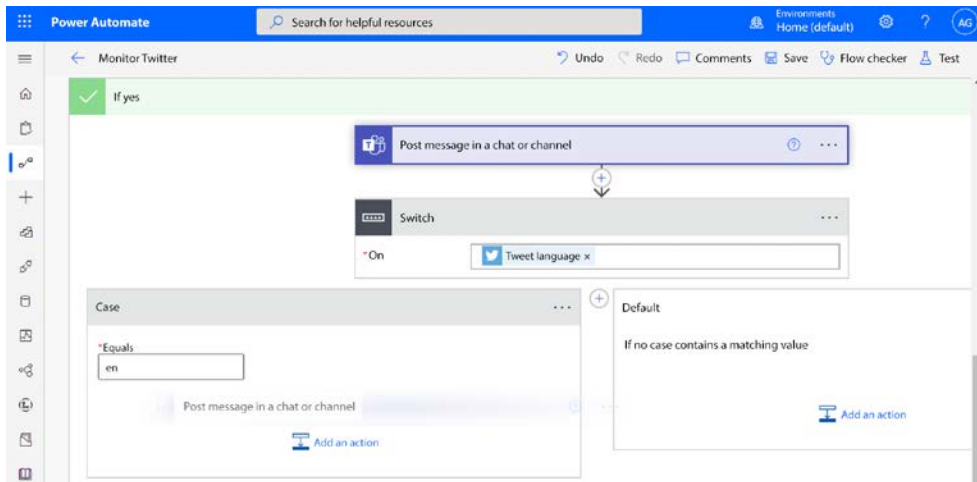 Power Automate
Search for helpful resources
Environments
Home (default)
?
AG
Monitor Twitter
Undo
Redo
Comments
Save
Flow checker
Test
If yes
Post message in a chat or channel
Switch
*On
Tweet language ×
Case
*Equals
en
Post message in a chat or channel
Add an action
Default
If no case contains a matching value
Add an action